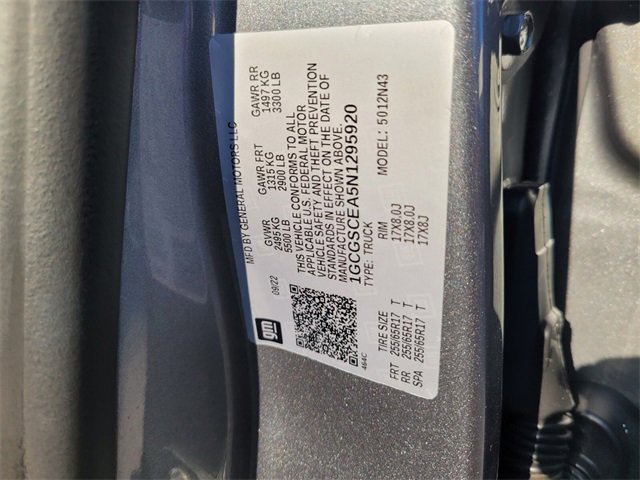 MFD BY GENERAL MOTORS LLC
gm
09/22
GVWR
2495 KG
5500 LB
GAWR FRT
1315 KG
2900 LB
GAWR RR
1497 KG
3300 LB
THIS VEHICLE CONFORMS TO ALL
APPLICABLE U.S. FEDERAL MOTOR
VEHICLE SAFETY AND THEFT PREVENTION
STANDARDS IN EFFECT ON THE DATE OF
MANUFACTURE SHOWN ABOVE.
1GCGSCEA5N1295920
TYPE: TRUCK
MODEL: 5012N43
464C
TIRE SIZE RIM
FRT 255/65R17 T 17X8.0J
RR 255/65R17 T 17X8.0J
SPA 255/65R17 T 17X8J